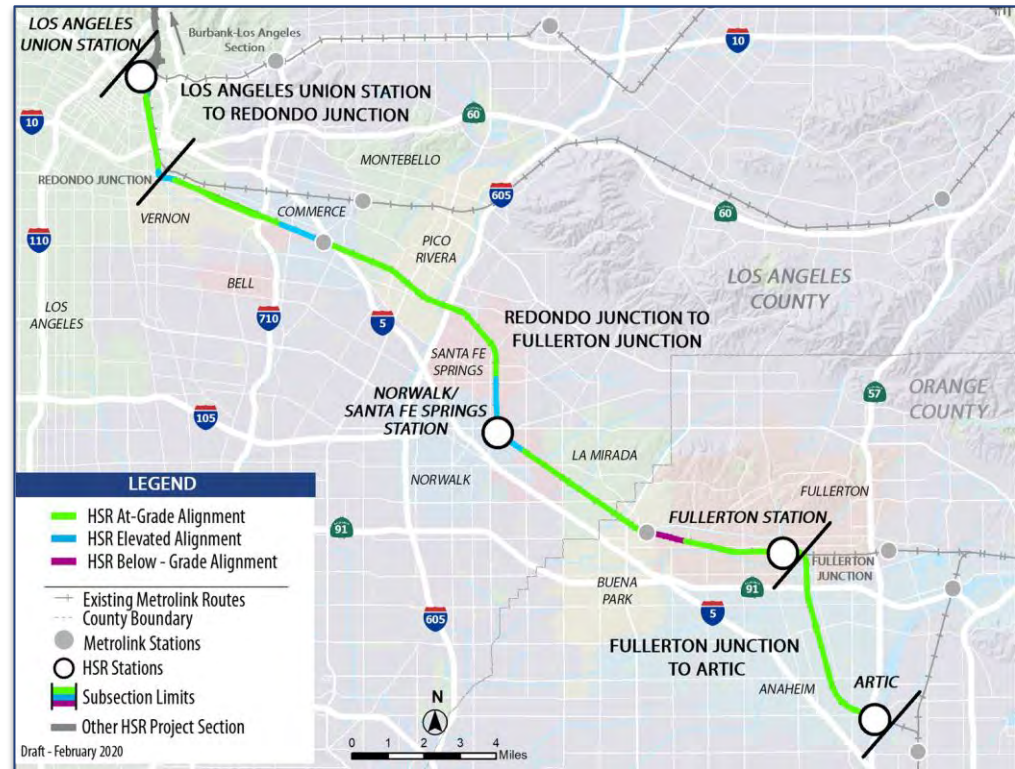 LOS ANGELES
UNION STATION
Burbank-Los Angeles
Section
10
LOS ANGELES UNION STATION
TO REDONDO JUNCTION
10
60
MONTEBELLO
REDONDO JUNCTION
605
VERNON
COMMERCE
60
110
PICO
RIVERA
BELL
LOS ANGELES
COUNTY
LOS
ANGELES
710
5
REDONDO JUNCTION TO
FULLERTON JUNCTION
SANTA FE
SPRINGS
ORANGE
COUNTY
NORWALK/
SANTA FE SPRINGS
STATION
57
105
LA MIRADA
NORWALK
FULLERTON
FULLERTON STATION
91
FULLERTON
JUNCTION
BUENA
PARK
91
605
5
FULLERTON JUNCTION
TO ARTIC
ANAHEIM
ARTIC
LEGEND
HSR At-Grade Alignment
HSR Elevated Alignment
HSR Below - Grade Alignment
Existing Metrolink Routes
County Boundary
Metrolink Stations
HSR Stations
Subsection Limits
Other HSR Project Section
Draft - February 2020
N
0 1 2 3 4
Miles